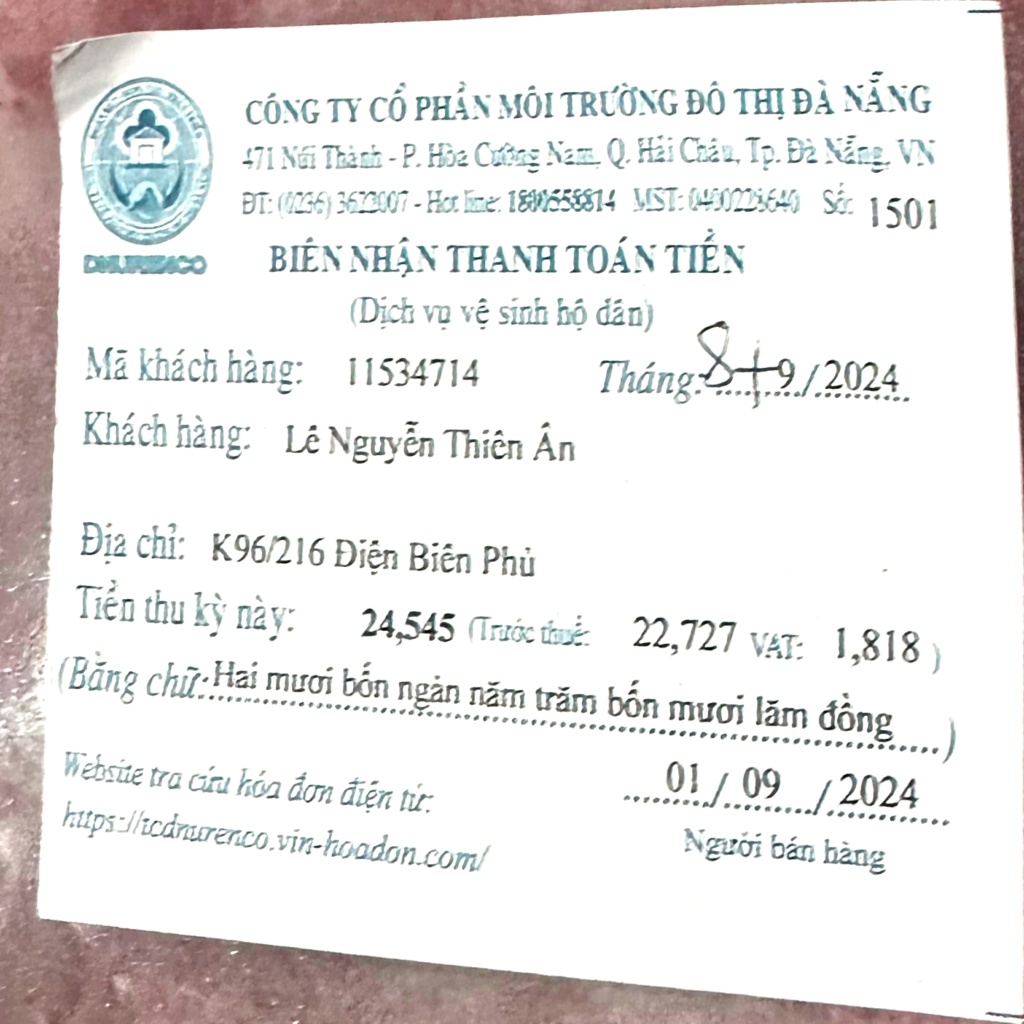 CÔNG TY CỔ PHẦN MÔI TRƯỜNG ĐÔ THỊ ĐÀ NẴNG
471 Núi Thành - P. Hòa Cường Nam, Q. Hải Châu, Tp. Đà Nẵng, VN
ĐT: (0236) 3622007 - Hot line: MST: Số: 1501
BIÊN NHẬN THANH TOÁN TIỀN
(Dịch vụ vệ sinh hộ dân)
Mã khách hàng: 11534714 Tháng: 8+9/2024
Khách hàng: Lê Nguyễn Thiên Ân
Địa chỉ: K96/216 Điện Biên Phủ
Tiền thu kỳ này: 24,545 (Trước thuế: 22,727 VAT: 1,818 )
(Bằng chữ: Hai mươi bốn ngàn năm trăm bốn mươi lăm đồng )
Website tra cứu hóa đơn điện tử: 01 / 09 / 2024
https://tcdnurenco.vin-hoadon.com/ Người bán hàng